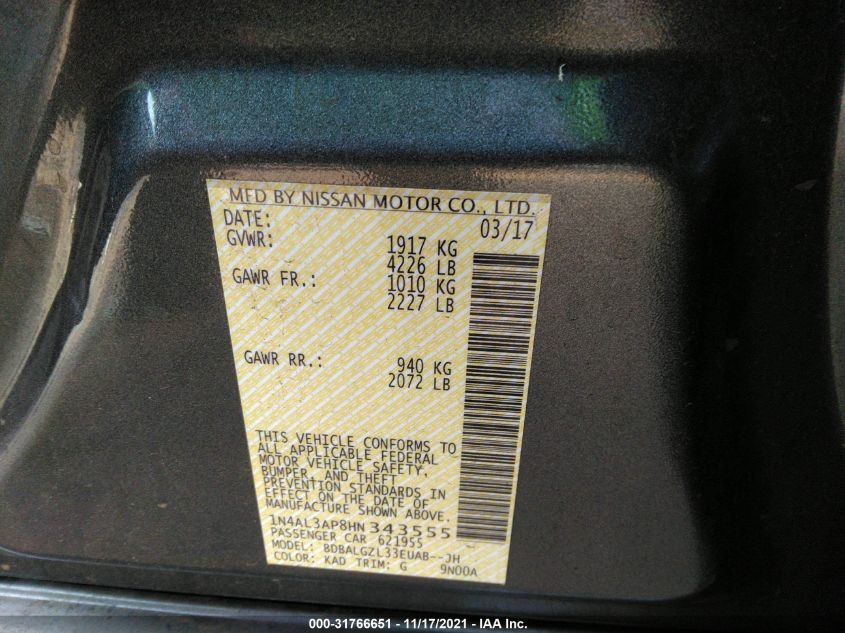 MFD BY NISSAN MOTOR CO., LTD.
DATE: 03/17
GVWR: 1917 KG
4226 LB
GAWR FR.: 1010 KG
2227 LB
GAWR RR.: 940 KG
2072 LB
THIS VEHICLE CONFORMS TO
ALL APPLICABLE FEDERAL
MOTOR VEHICLE SAFETY,
BUMPER, AND THEFT
PREVENTION STANDARDS IN
EFFECT ON THE DATE OF
MANUFACTURE SHOWN ABOVE.
1N4AL3AP8HN 343555
PASSENGER CAR 621955
MODEL: BDBALGZL33EUAB--JH
COLOR: KAD TRIM: G 9N00A
000-31766651 - 11/17/2021 - IAA Inc.